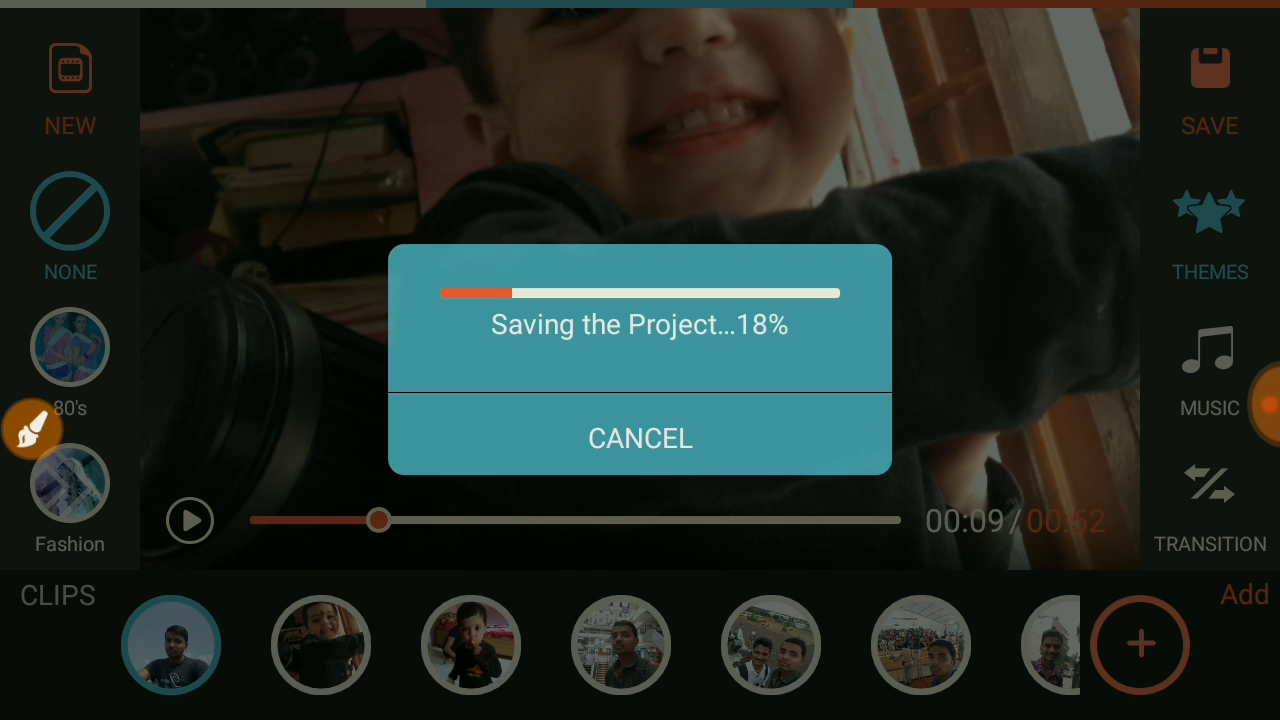 NEW
NONE
80's
Fashion
Saving the Project...18%
CANCEL
00:09/00:52
SAVE
THEMES
MUSIC
TRANSITION
CLIPS
Add